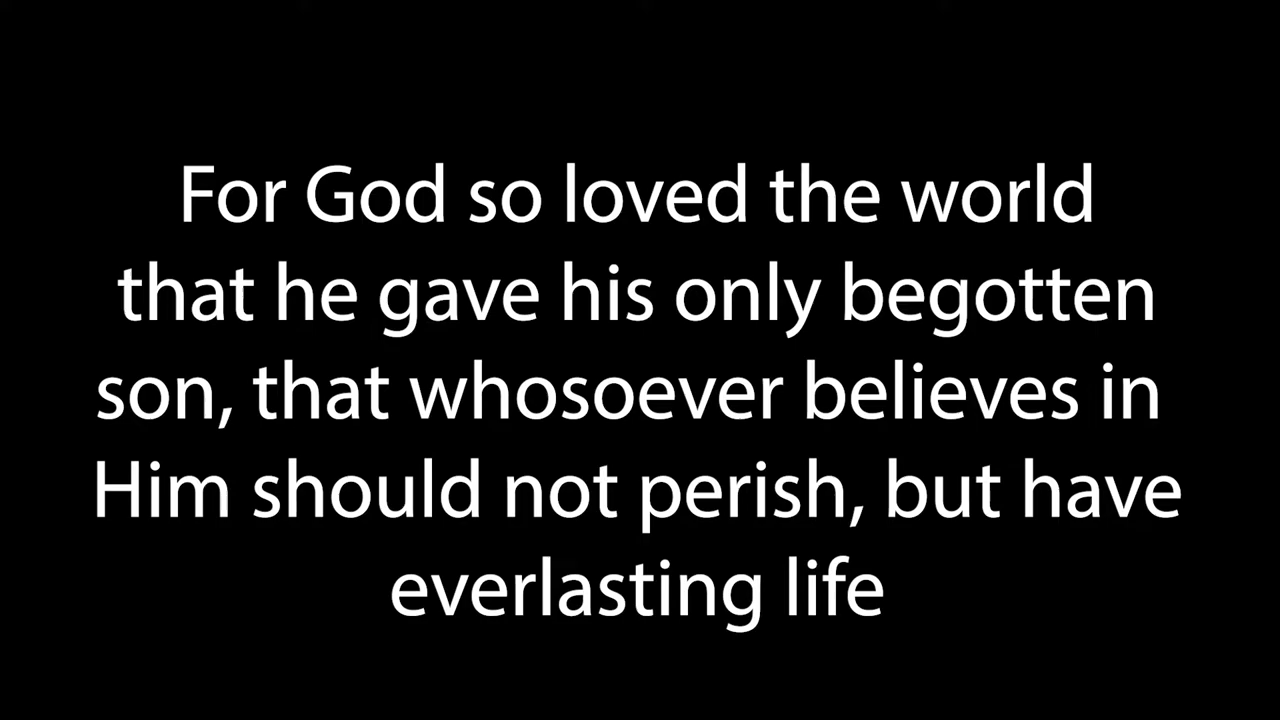 For God so loved the world
that he gave his only begotten
son, that whosoever believes in
Him should not perish, but have
everlasting life